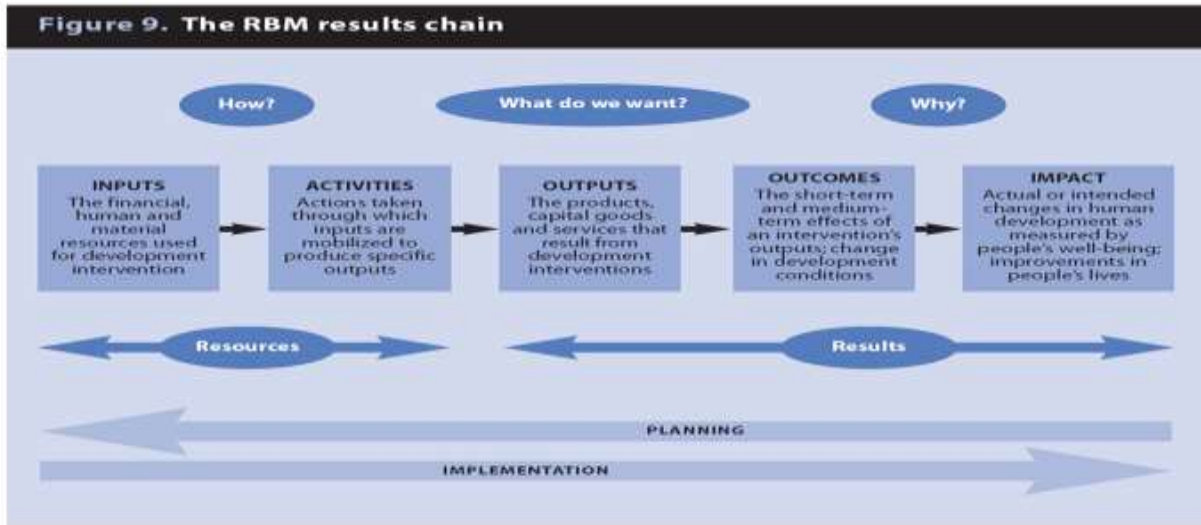 Figure 9. The RBM results chain
How?
What do we want?
Why?
INPUTS
The financial,
human and
material
resources used
for development
intervention
ACTIVITIES
Actions taken
through which
inputs are
mobilized to
produce specific
outputs
OUTPUTS
The products,
capital goods
and services that
result from
development
interventions
OUTCOMES
The short-term
and medium-
term effects of
an intervention's
outputs; change
in development
conditions
IMPACT
Actual or intended
changes in human
development as
measured by
people's well-being;
improvements in
people's lives
Resources
Results
PLANNING
IMPLEMENTATION